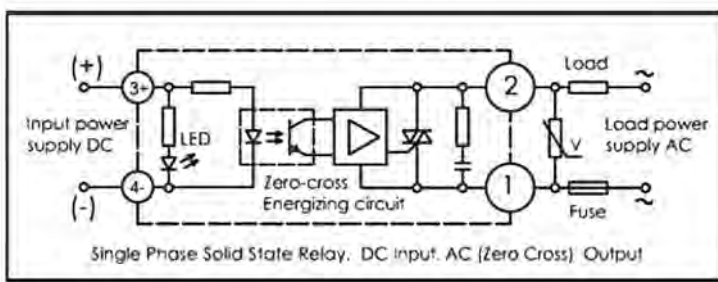 (+)
3+
Input power
supply DC
LED
4-
(-)
Zero-cross
Energizing circuit
2
1
Load
~
V
Load power
supply AC
~
Fuse
Single Phase Solid State Relay. DC Input. AC (Zero Cross) Output